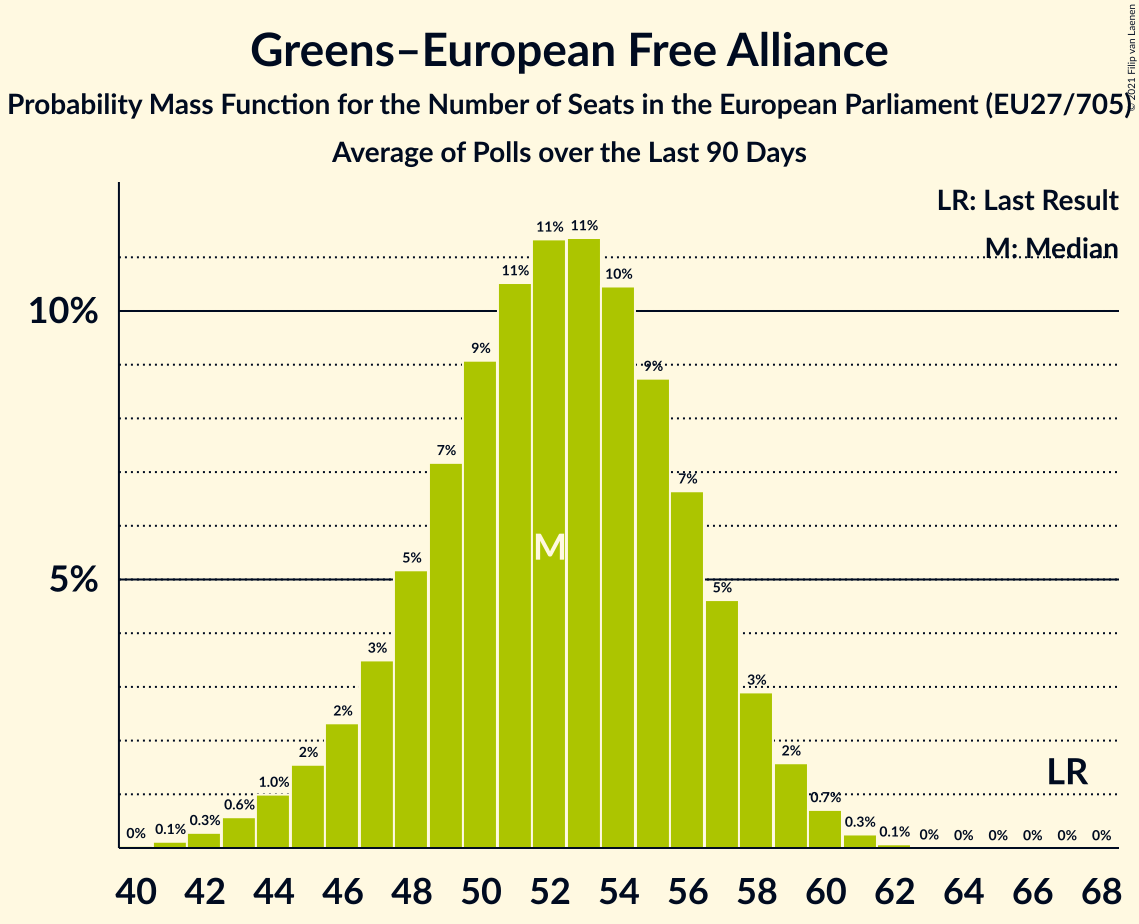 Greens–European Free Alliance
Probability Mass Function for the Number of Seats in the European Parliament (EU27/705)
Average of Polls over the Last 90 Days
© 2021 Filip van Laenen
LR: Last Result
M: Median
10%
5%
0% 0.1% 0.3% 0.6% 1.0% 2% 2% 3% 5% 7% 9% 11% 11% 11% 10% 9% 7% 5% 3% 2% 0.7% 0.3% 0.1% 0% 0% 0% 0% 0% 0%
M
LR
40 42 44 46 48 50 52 54 56 58 60 62 64 66 68